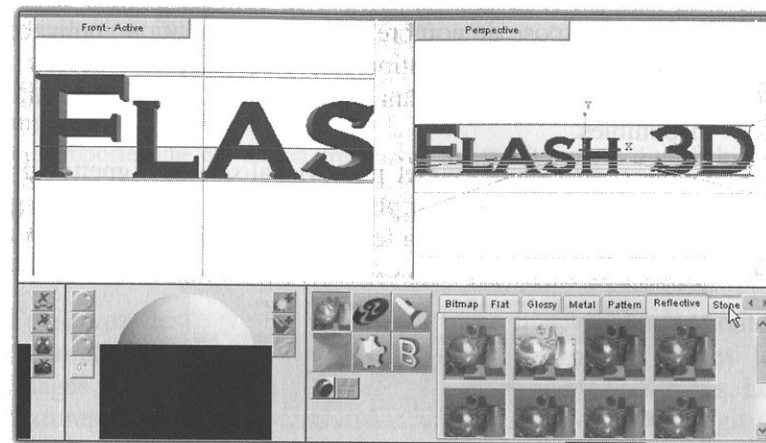 Front - Active
Perspective
FLAS
Y
X
FLASH 3D
Bitmap Flat Glossy Metal Pattern Reflective Stone
B
0°